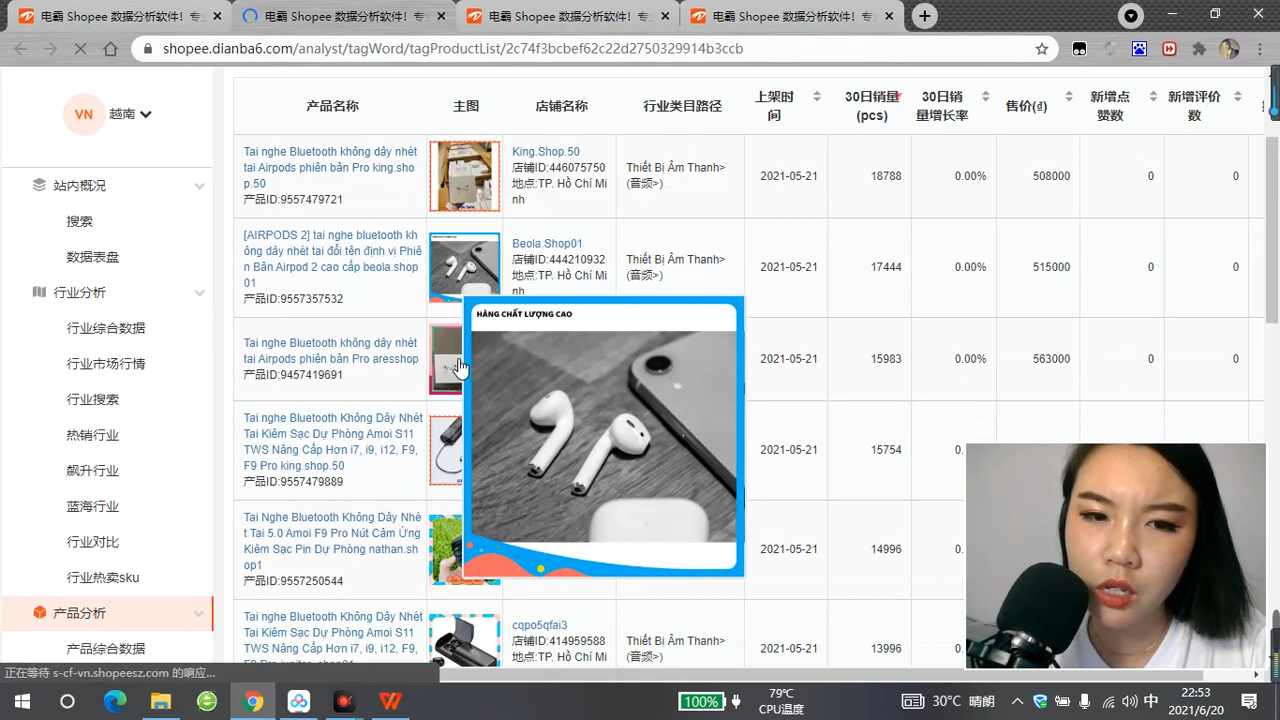 电霸 Shopee 数据分析软件！专
电霸 Shopee 数据分析软件！专
电霸 Shopee 数据分析软件！专
电霸 Shopee 数据分析软件！专
shopee.dianba6.com/analyst/tagWord/tagProductList/2c74f3bcbef62c22d2750329914b3ccb
VN 越南
站内概况
搜索
数据表盘
行业分析
行业综合数据
行业市场行情
行业搜索
热销行业
飙升行业
蓝海行业
行业对比
行业热卖sku
产品分析
产品综合数据
产品名称
主图
店铺名称
行业类目路径
上架时
间
30日销量
(pcs)
30日销
量增长率
售价(₫)
新增点
赞数
新增评价
数
Tai nghe Bluetooth không dây nhét
tai Airpods phiên bản Pro king.sho
p.50
产品ID:9557479721
King.Shop.50
店铺ID:446075750
地点:TP. Hồ Chí Mi
nh
Thiết Bị Âm Thanh>
(音频>)
2021-05-21
18788
0.00%
508000
0
0
[AIRPODS 2] tai nghe bluetooth kh
ông dây nhét tai đổi tên định vị Phiê
n Bản Airpod 2 cao cấp beola.shop
01
产品ID:9557357532
Beola.Shop01
店铺ID:444210932
地点:TP. Hồ Chí Mi
nh
Thiết Bị Âm Thanh>
(音频>)
2021-05-21
17444
0.00%
515000
0
0
HÀNG CHẤT LƯỢNG CAO
Tai nghe Bluetooth không dây nhét
tai Airpods phiên bản Pro aresshop
产品ID:9457419691
2021-05-21
15983
0.00%
563000
0
0
Tai nghe Bluetooth Không Dây Nhét
Tai Kiêm Sạc Dự Phòng Amoi S11
TWS Nâng Cấp Hơn i7, i9, i12, F9,
F9 Pro king.shop.50
产品ID:9557479889
2021-05-21
15754
0.
Tai Nghe Bluetooth Không Dây Nhé
t Tai 5.0 Amoi F9 Pro Nút Cảm Ứng
Kiêm Sạc Pin Dự Phòng nathan.sh
op1
产品ID:9557250544
2021-05-21
14996
0.
Tai nghe Bluetooth Không Dây Nhét
Tai Kiêm Sạc Dự Phòng Amoi S11
TWS Nâng Cấp Hơn i7, i9, i12, F9,
cqpo5qfai3
店铺ID:414959588
地点:TP. Hồ Chí Mi
Thiết Bị Âm Thanh>
(音频>)
2021-05-21
13996
0.
正在等待 s-cf-vn.shopeesz.com 的响应...
100%
79℃
CPU温度
30°C 晴朗
中
22:53
2021/6/20